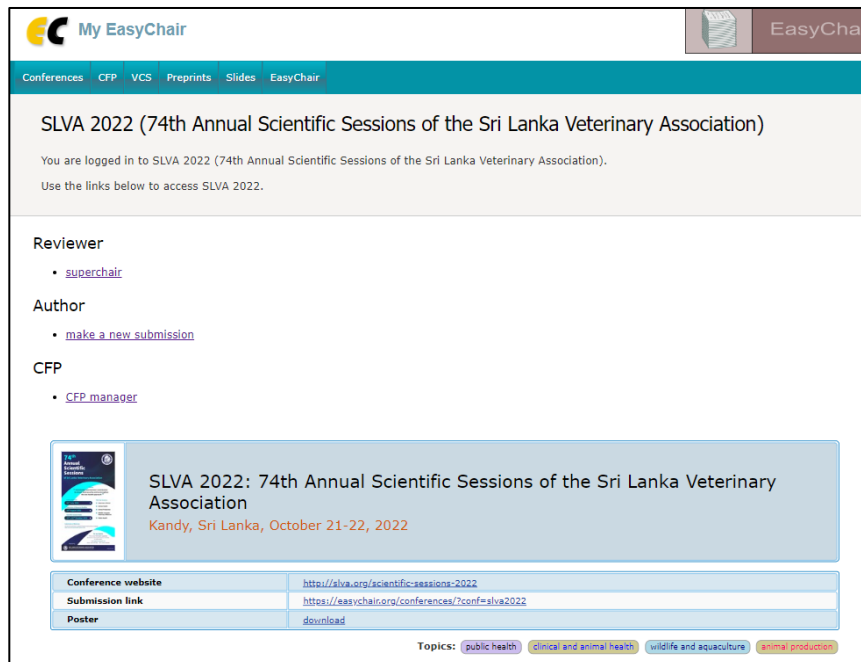 EC My EasyChair
EasyCha
Conferences CFP VCS Preprints Slides EasyChair
SLVA 2022 (74th Annual Scientific Sessions of the Sri Lanka Veterinary Association)
You are logged in to SLVA 2022 (74th Annual Scientific Sessions of the Sri Lanka Veterinary Association).
Use the links below to access SLVA 2022.
Reviewer
• superchair
Author
• make a new submission
CFP
• CFP manager
74th
Annual
Scientific
Sessions
SLVA 2022: 74th Annual Scientific Sessions of the Sri Lanka Veterinary
Association
Kandy, Sri Lanka, October 21-22, 2022
Conference website http://slva.org/scientific-sessions-2022
Submission link https://easychair.org/conferences/?conf=slva2022
Poster download
Topics: public health clinical and animal health wildlife and aquaculture animal production